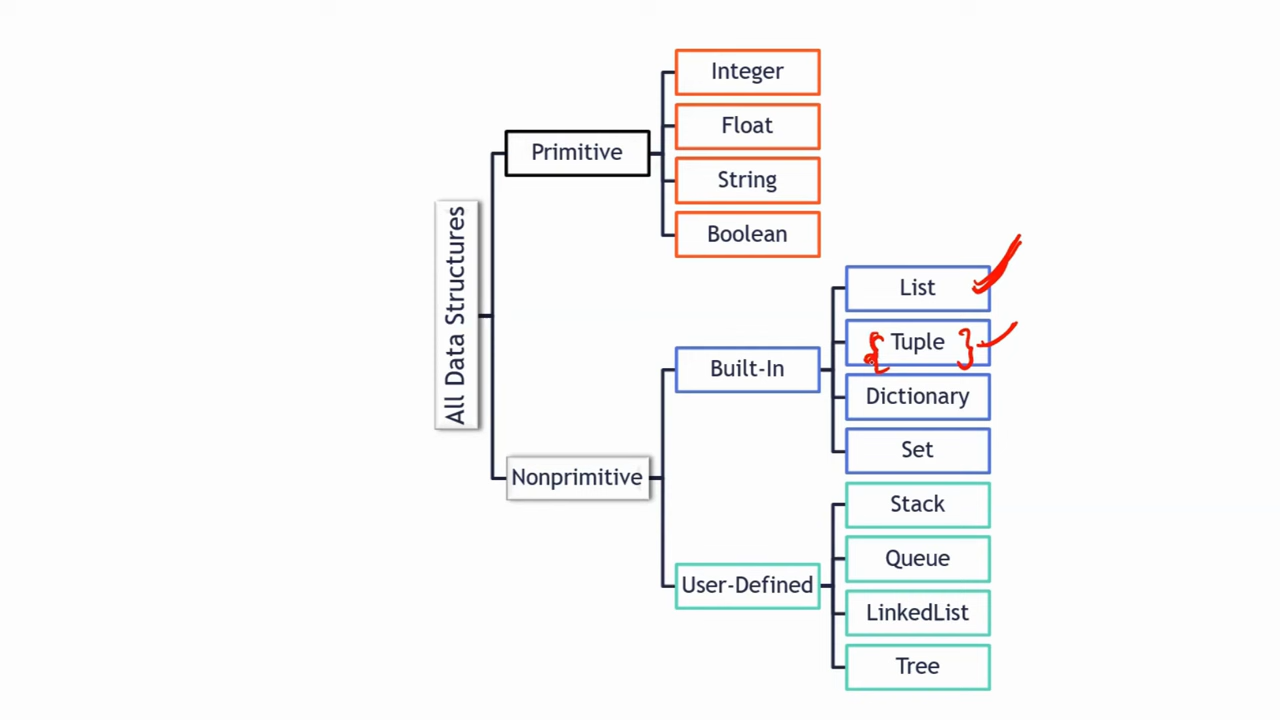 All Data Structures
Primitive
Integer
Float
String
Boolean
Nonprimitive
Built-In
List
{ Tuple }
Dictionary
Set
User-Defined
Stack
Queue
LinkedList
Tree